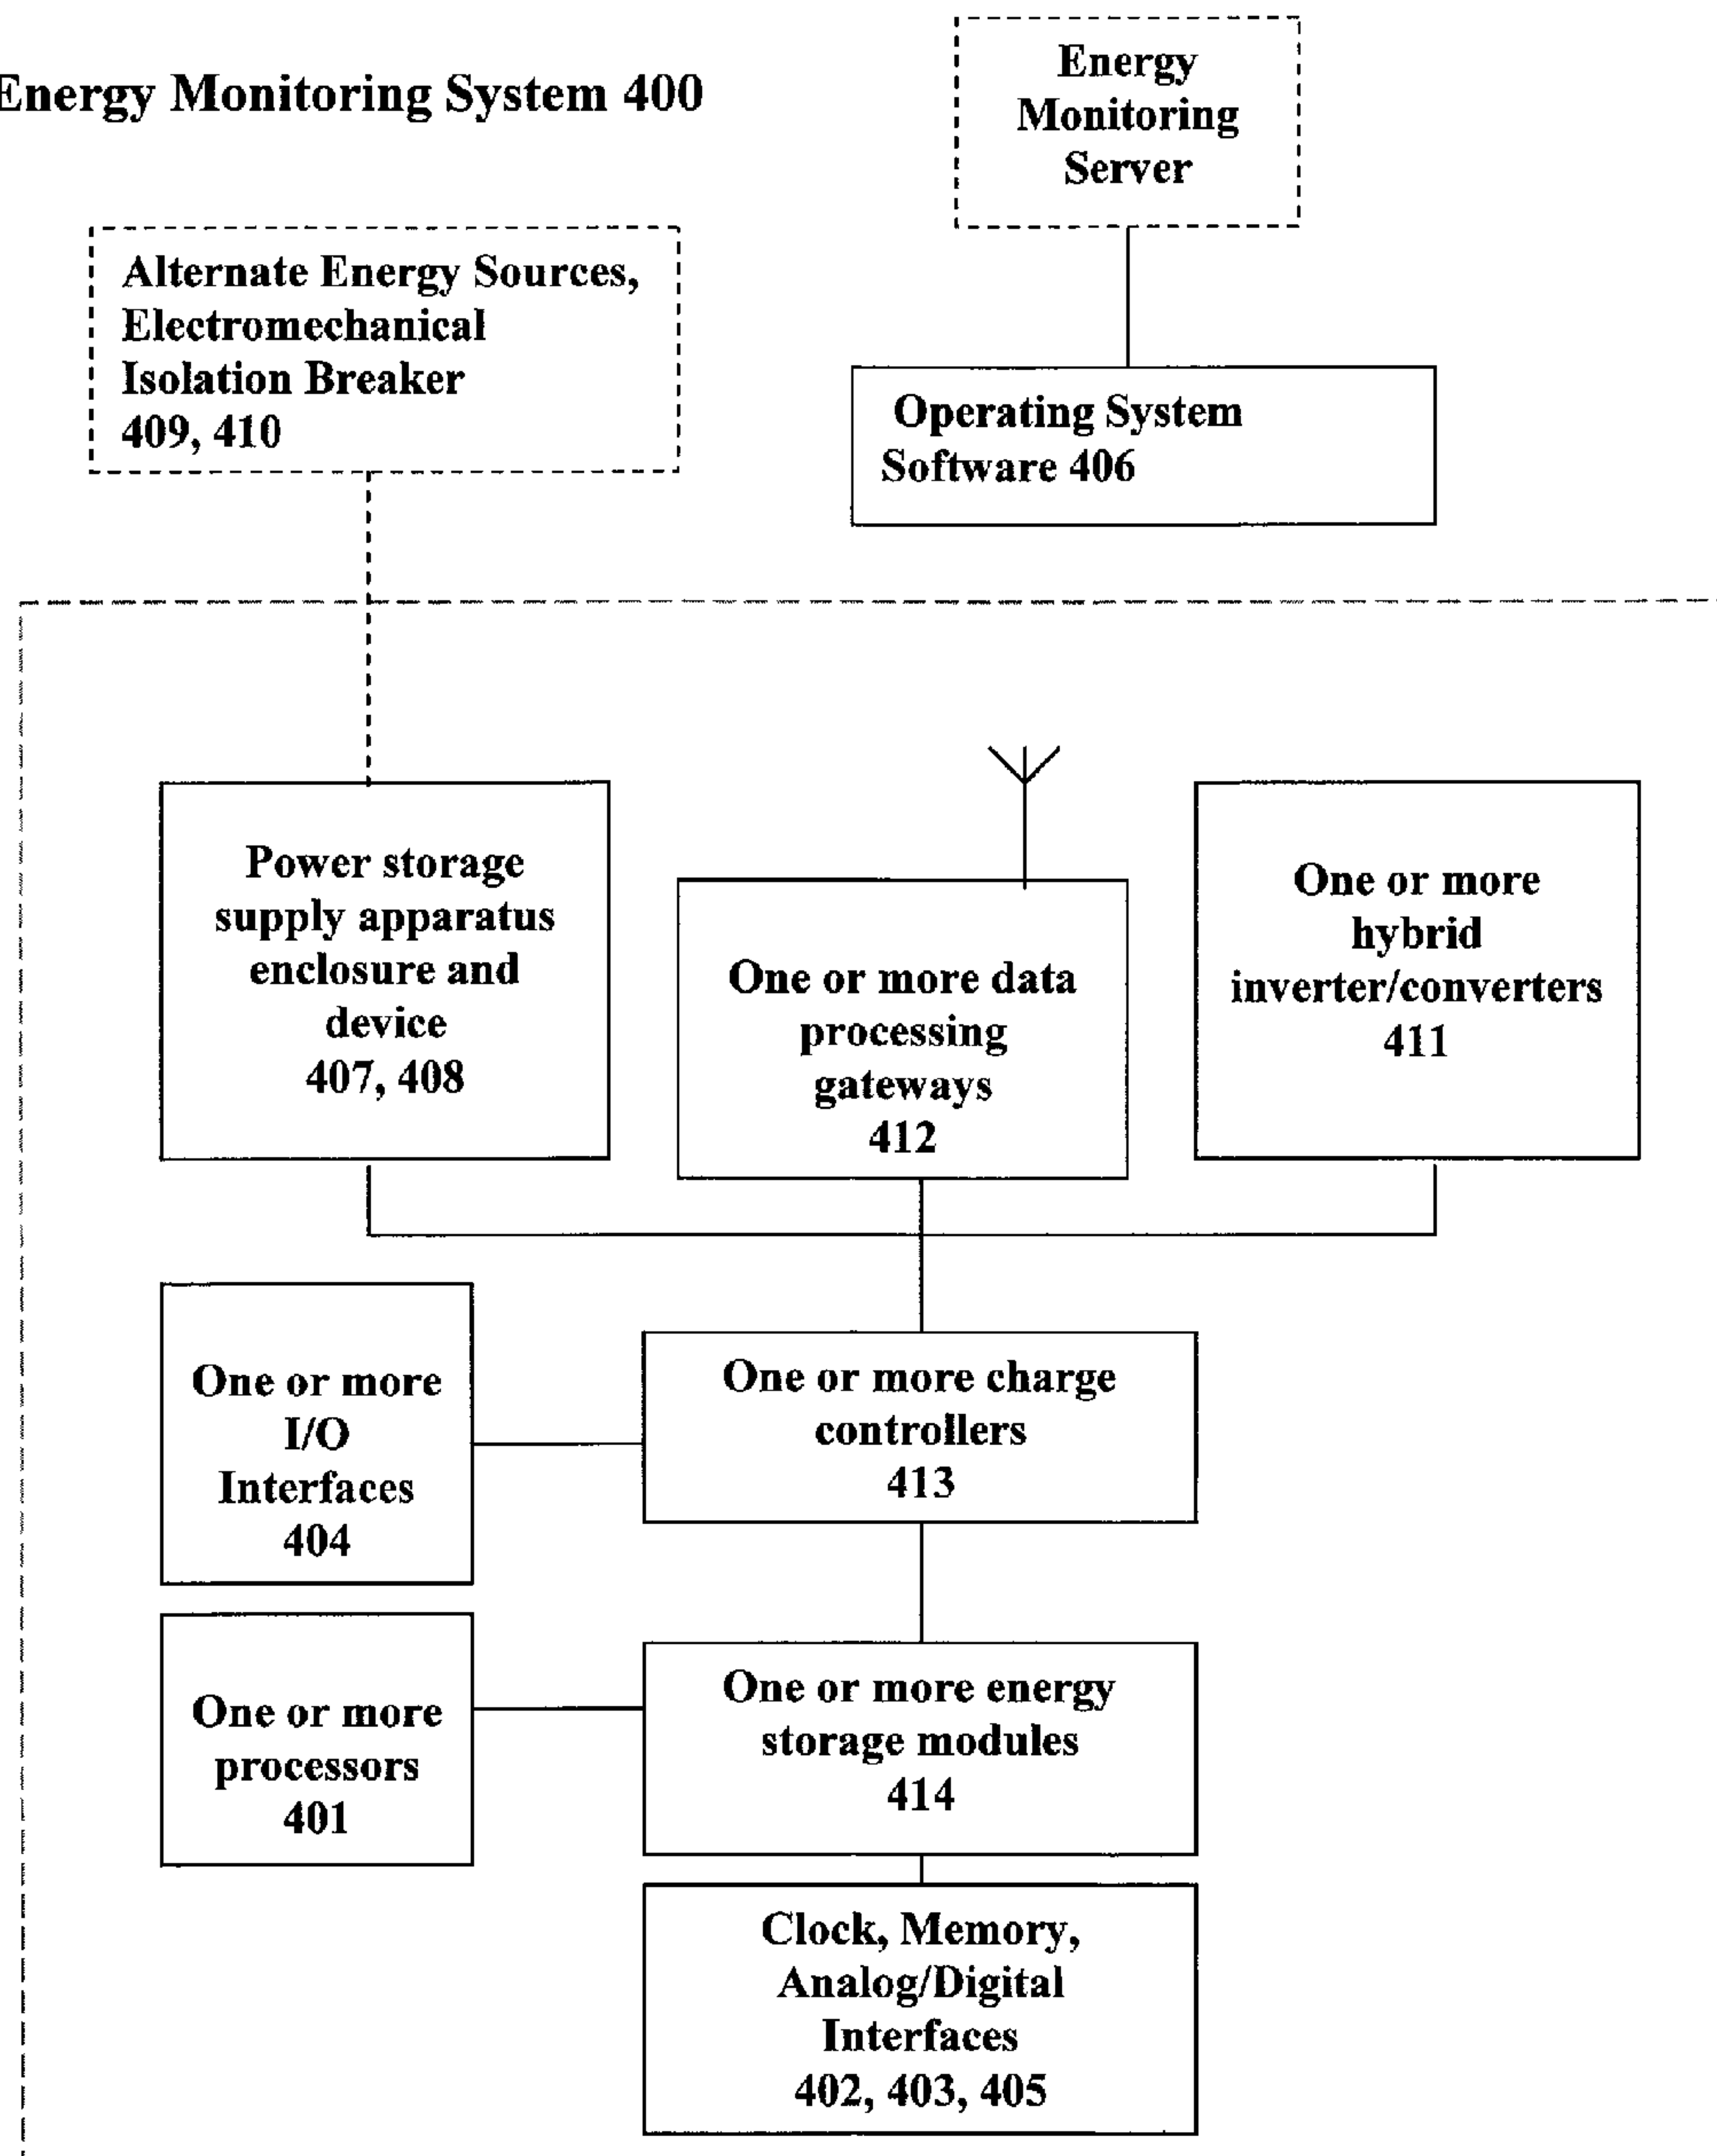 Energy Monitoring System 400
Energy
Monitoring
Server
Alternate Energy Sources,
Electromechanical
Isolation Breaker
409, 410
Operating System
Software 406
Power storage
supply apparatus
enclosure and
device
407, 408
One or more data
processing
gateways
412
One or more
hybrid
inverter/converters
411
One or more
I/O
Interfaces
404
One or more charge
controllers
413
One or more
processors
401
One or more energy
storage modules
414
Clock, Memory,
Analog/Digital
Interfaces
402, 403, 405